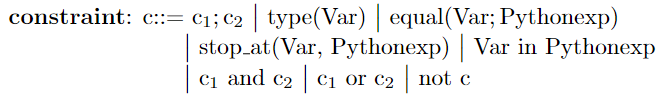 constraint: c::= c₁; c₂ | type(Var) | equal(Var; Pythonexp)
| stop_at(Var, Pythonexp) | Var in Pythonexp
| c₁ and c₂ | c₁ or c₂ | not c